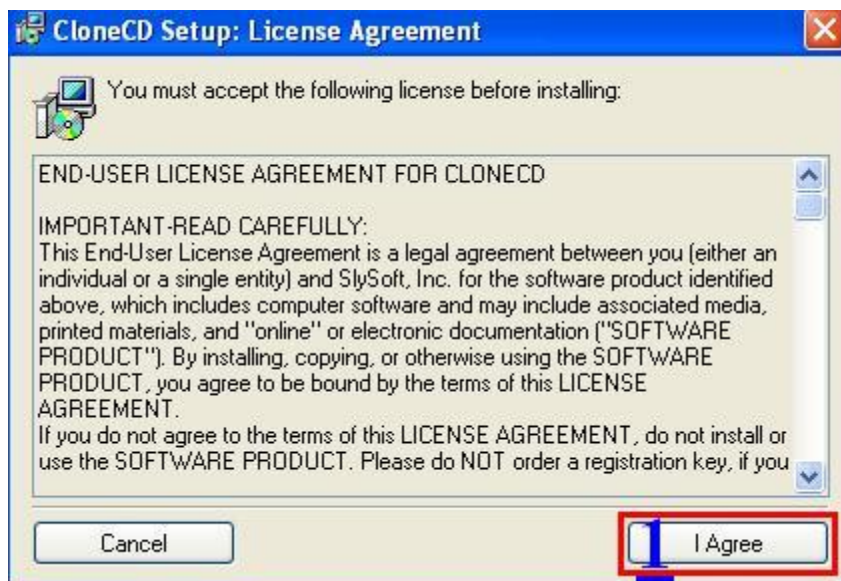 CloneCD Setup: License Agreement
You must accept the following license before installing:
END-USER LICENSE AGREEMENT FOR CLONECD
IMPORTANT-READ CAREFULLY:
This End-User License Agreement is a legal agreement between you (either an
individual or a single entity) and SlySoft, Inc. for the software product identified
above, which includes computer software and may include associated media,
printed materials, and "online" or electronic documentation ("SOFTWARE
PRODUCT"). By installing, copying, or otherwise using the SOFTWARE
PRODUCT, you agree to be bound by the terms of this LICENSE
AGREEMENT.
If you do not agree to the terms of this LICENSE AGREEMENT, do not install or
use the SOFTWARE PRODUCT. Please do NOT order a registration key, if you
Cancel
1 I Agree